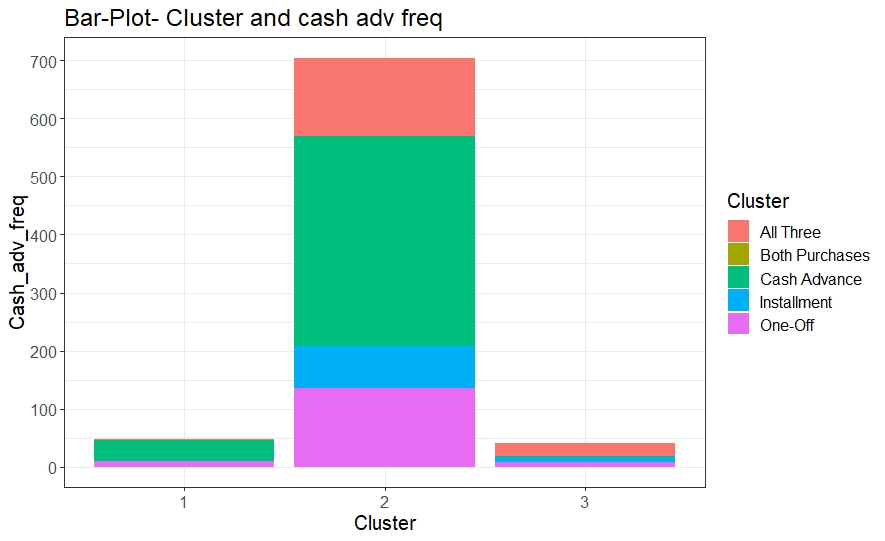 Bar-Plot- Cluster and cash adv freq
Cash_adv_freq
700
600
500
400
300
200
100
0
1 2 3
Cluster
Cluster
All Three
Both Purchases
Cash Advance
Installment
One-Off